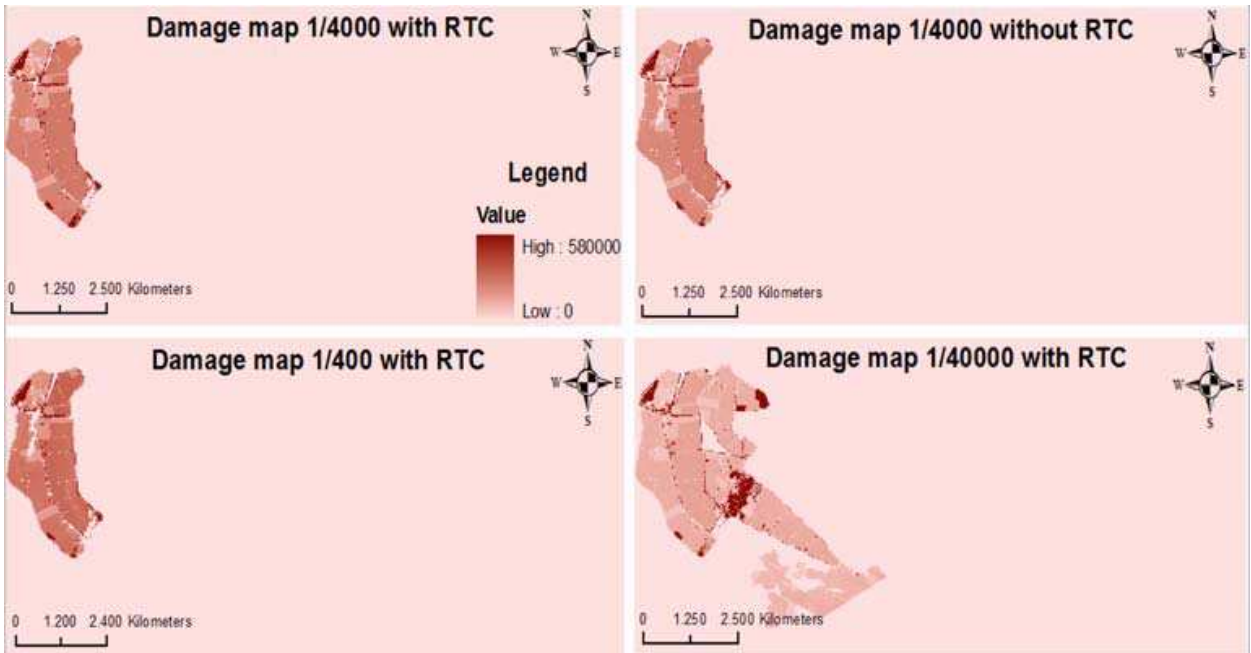 Damage map 1/4000 with RTC
N
W E
S
Legend
Value
High : 580000
Low : 0
0 1.250 2.500 Kilometers
Damage map 1/4000 without RTC
N
W E
S
0 1.250 2.500 Kilometers
Damage map 1/400 with RTC
N
W E
S
0 1.200 2.400 Kilometers
Damage map 1/40000 with RTC
N
W E
S
0 1.250 2.500 Kilometers